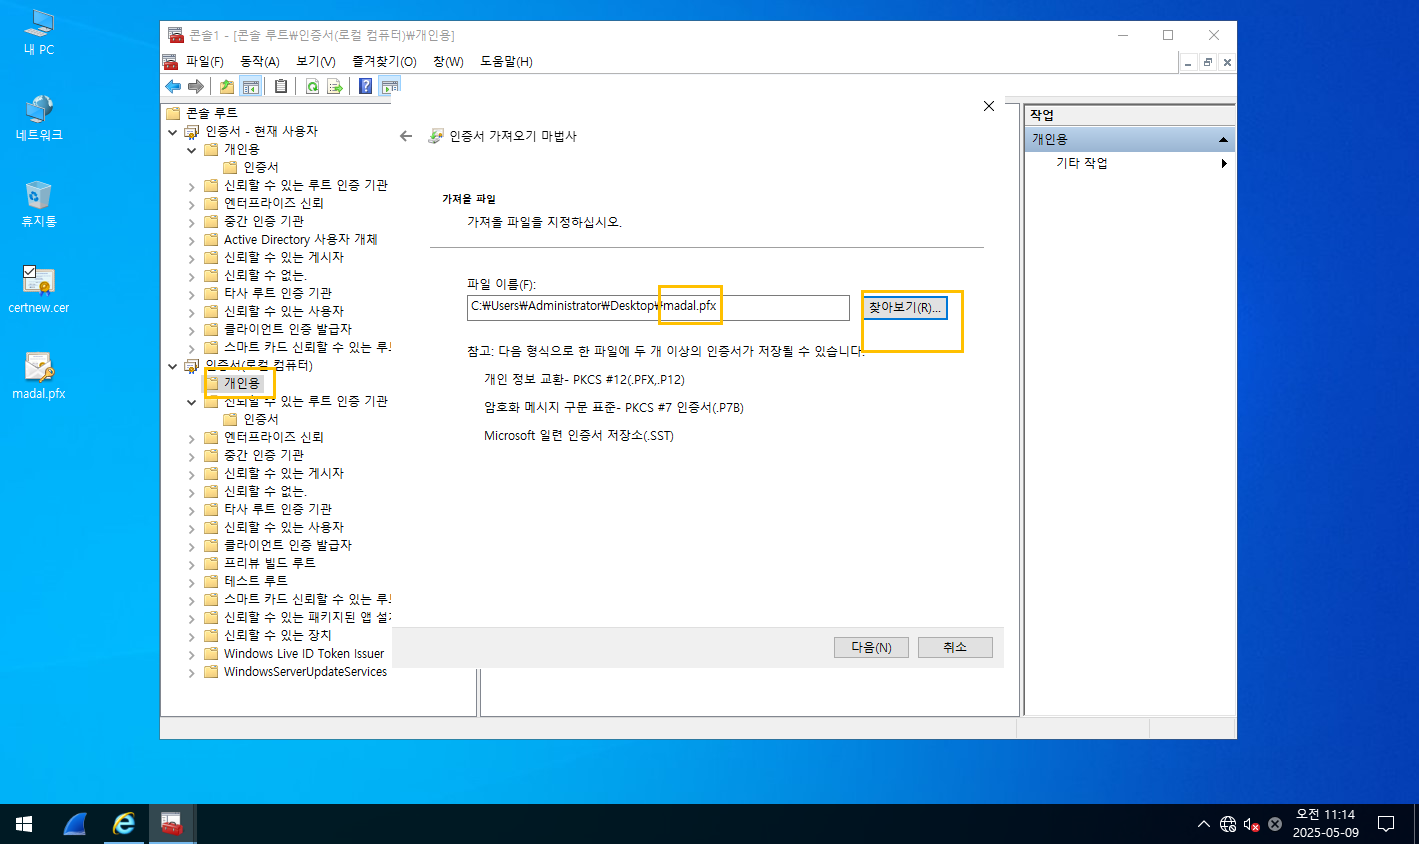 내 PC
네트워크
휴지통
certnew.cer
madal.pfx
콘솔1 - [콘솔 루트₩인증서(로컬 컴퓨터)₩개인용]
파일(F) 동작(A) 보기(V) 즐겨찾기(O) 창(W) 도움말(H)
콘솔 루트
인증서 - 현재 사용자
개인용
인증서
신뢰할 수 있는 루트 인증 기관
엔터프라이즈 신뢰
중간 인증 기관
Active Directory 사용자 개체
신뢰할 수 있는 게시자
신뢰할 수 없는.
타사 루트 인증 기관
신뢰할 수 있는 사용자
클라이언트 인증 발급자
스마트 카드 신뢰할 수 있는 루
인증서(로컬 컴퓨터)
개인용
신뢰할 수 있는 루트 인증 기관
인증서
엔터프라이즈 신뢰
중간 인증 기관
신뢰할 수 있는 게시자
신뢰할 수 없는.
타사 루트 인증 기관
신뢰할 수 있는 사용자
클라이언트 인증 발급자
프리뷰 빌드 루트
테스트 루트
스마트 카드 신뢰할 수 있는 루
신뢰할 수 있는 패키지된 앱 설
신뢰할 수 있는 장치
Windows Live ID Token Issuer
WindowsServerUpdateServices
인증서 가져오기 마법사
가져올 파일
가져올 파일을 지정하십시오.
파일 이름(F):
C:₩Users₩Administrator₩Desktop₩madal.pfx
찾아보기(R)...
참고: 다음 형식으로 한 파일에 두 개 이상의 인증서가 저장될 수 있습니다.
개인 정보 교환- PKCS #12(.PFX,.P12)
암호화 메시지 구문 표준- PKCS #7 인증서(.P7B)
Microsoft 일련 인증서 저장소(.SST)
다음(N)
취소
작업
개인용
기타 작업
오전 11:14
2025-05-09